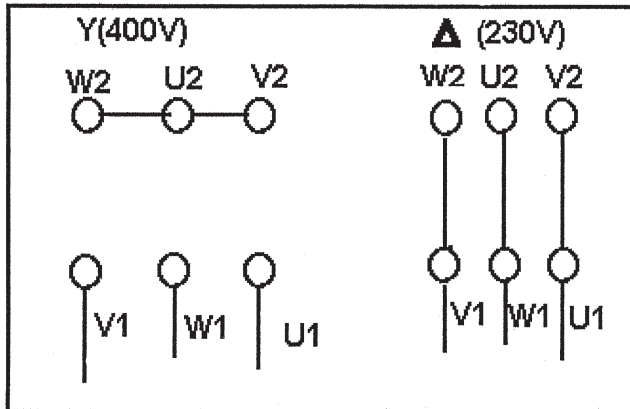 Y(400V) Δ (230V)
W2 U2 V2 W2 U2 V2
V1 W1 U1 V1 W1 U1